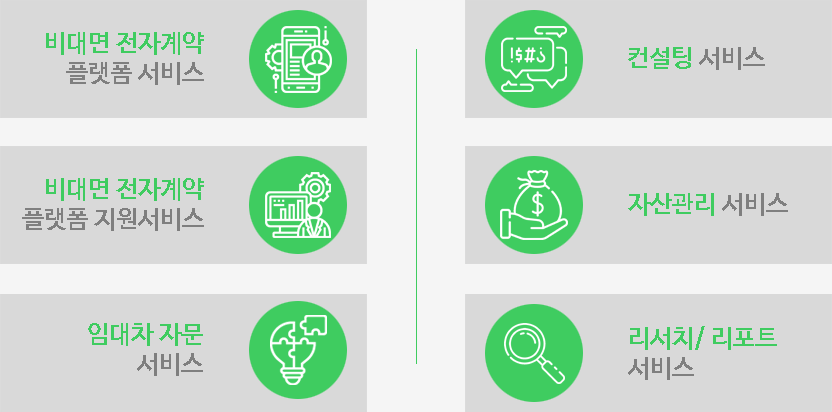 비대면 전자계약
플랫폼 서비스
비대면 전자계약
플랫폼 지원서비스
임대차 자문
서비스
!$#¿
컨설팅 서비스
$
자산관리 서비스
리서치/ 리포트
서비스